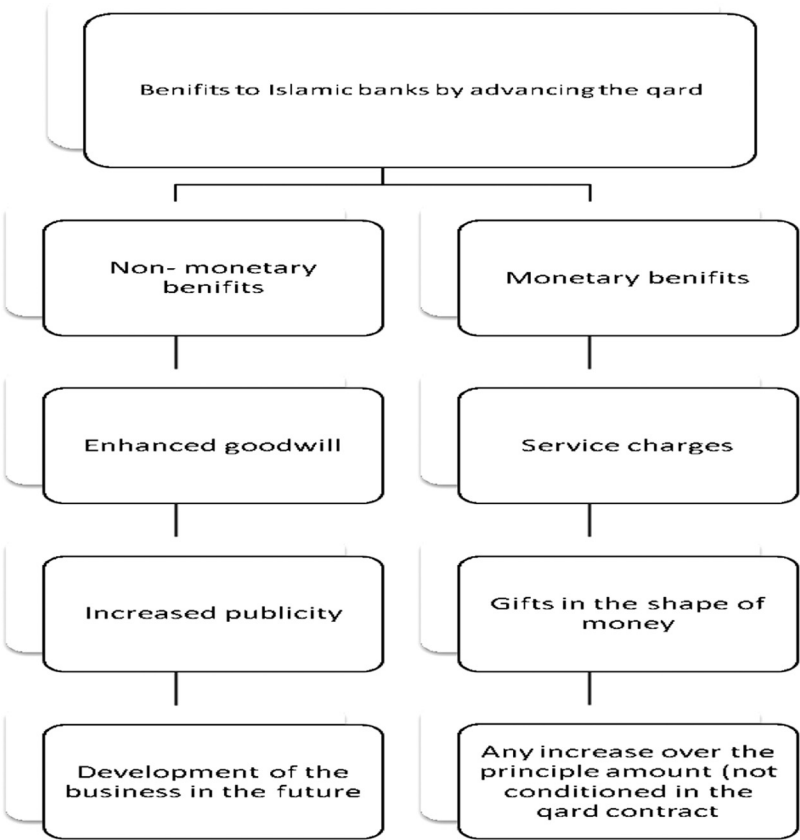 Benifits to Islamic banks by advancing the qard
Non- monetary
benifits
Monetary benifits
Enhanced goodwill
Service charges
Increased publicity
Gifts in the shape of
money
Development of the
business in the future
Any increase over the
principle amount (not
conditioned in the
qard contract